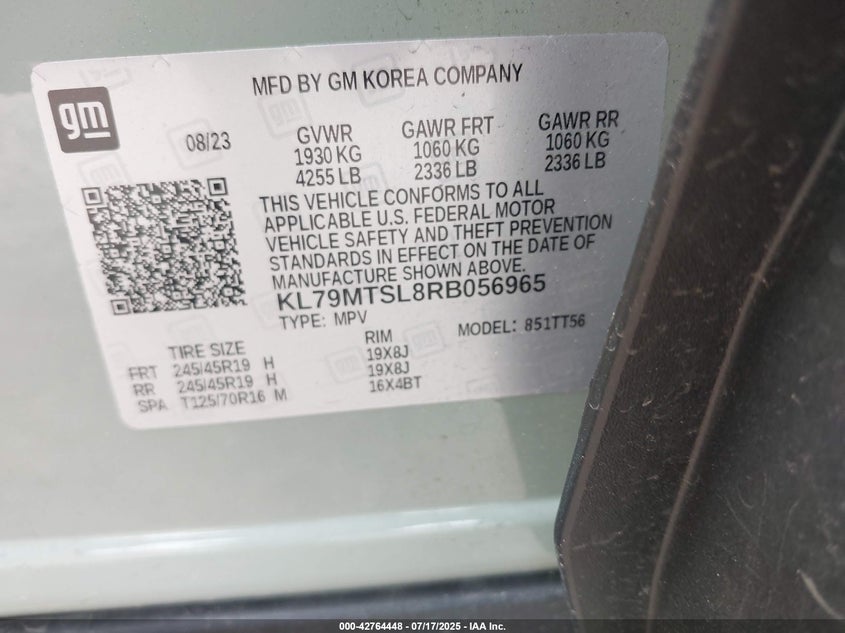 MFD BY GM KOREA COMPANY
gm
08/23
GVWR
1930 KG
4255 LB
GAWR FRT
1060 KG
2336 LB
GAWR RR
1060 KG
2336 LB
THIS VEHICLE CONFORMS TO ALL
APPLICABLE U.S. FEDERAL MOTOR
VEHICLE SAFETY AND THEFT PREVENTION
STANDARDS IN EFFECT ON THE DATE OF
MANUFACTURE SHOWN ABOVE.
KL79MTSL8RB056965
TYPE: MPV
MODEL: 851TT56
TIRE SIZE
RIM
FRT 245/45R19 H 19X8J
RR 245/45R19 H 19X8J
SPA T125/70R16 M 16X4BT
000-42764448 - 07/17/2025 - IAA Inc.